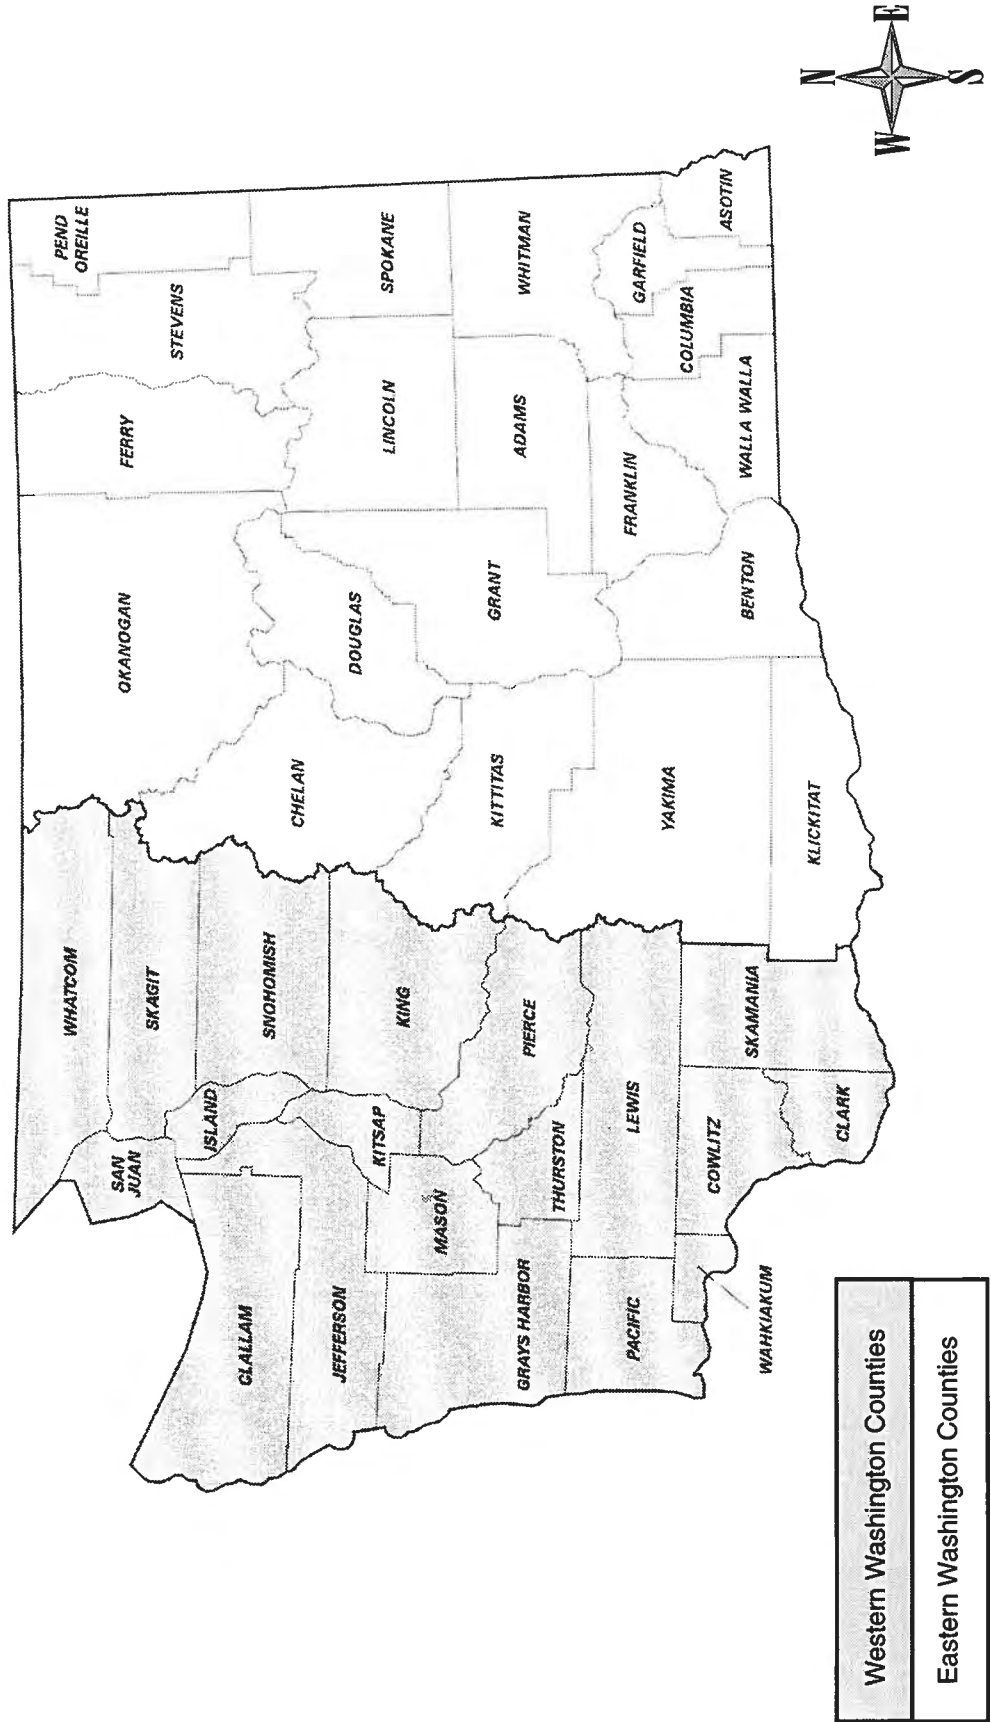 WHATCOM
SAN
JUAN
SKAGIT
ISLAND
SNOHOMISH
CLALLAM
JEFFERSON
KITSAP
KING
MASON
GRAYS HARBOR
THURSTON
PIERCE
PACIFIC
LEWIS
WAHKIAKUM
COWLITZ
SKAMANIA
CLARK
OKANOGAN
FERRY
STEVENS
PEND
OREILLE
CHELAN
DOUGLAS
LINCOLN
SPOKANE
KITTITAS
GRANT
ADAMS
WHITMAN
YAKIMA
FRANKLIN
GARFIELD
COLUMBIA
ASOTIN
BENTON
WALLA WALLA
KLICKITAT
N
W
E
S
Western Washington Counties
Eastern Washington Counties